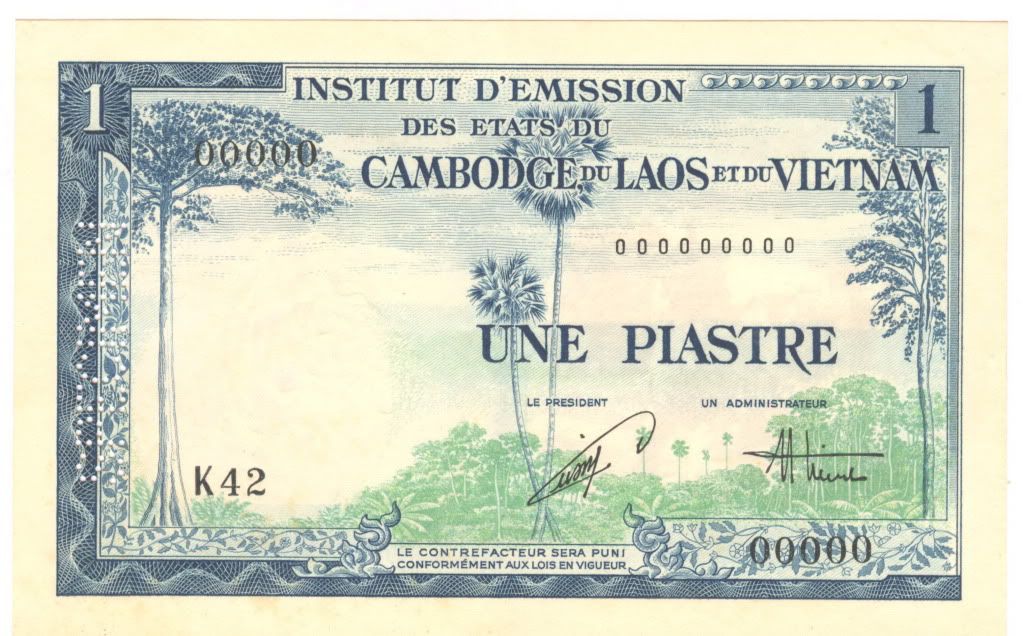 1
INSTITUT D'EMISSION
1
DES ETATS DU
00000
CAMBODGE, DU LAOS ET DU VIETNAM
000000000
UNE PIASTRE
LE PRESIDENT
UN ADMINISTRATEUR
K42
00000
LE CONTREFACTEUR SERA PUNI
CONFORMÉMENT AUX LOIS EN VIGUEUR